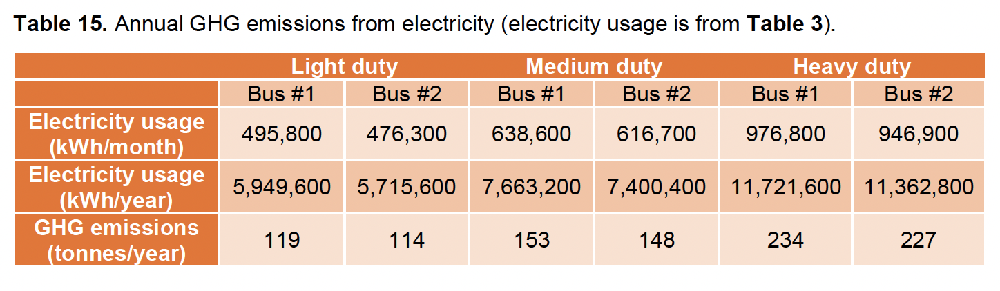 Table 15. Annual GHG emissions from electricity (electricity usage is from Table 3).
Light duty Medium duty Heavy duty
Bus #1 Bus #2 Bus #1 Bus #2 Bus #1 Bus #2
Electricity usage
(kWh/month) 495,800 476,300 638,600 616,700 976,800 946,900
Electricity usage
(kWh/year) 5,949,600 5,715,600 7,663,200 7,400,400 11,721,600 11,362,800
GHG emissions
(tonnes/year) 119 114 153 148 234 227